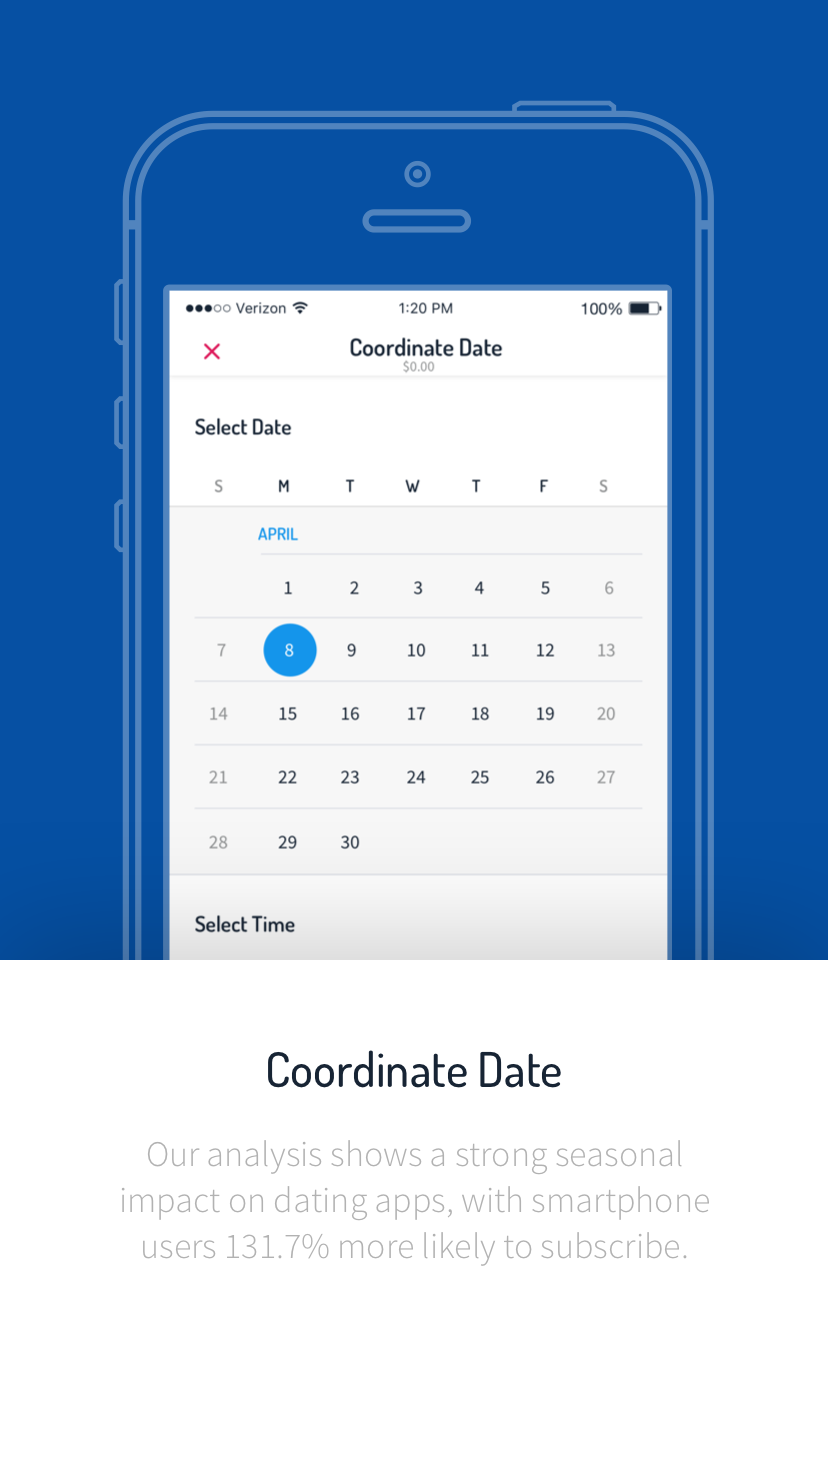 Verizon 1:20 PM 100%
Coordinate Date
$0.00
Select Date
S M T W T F S
APRIL
1 2 3 4 5 6
7 8 9 10 11 12 13
14 15 16 17 18 19 20
21 22 23 24 25 26 27
28 29 30
Select Time
Coordinate Date
Our analysis shows a strong seasonal
impact on dating apps, with smartphone
users 131.7% more likely to subscribe.